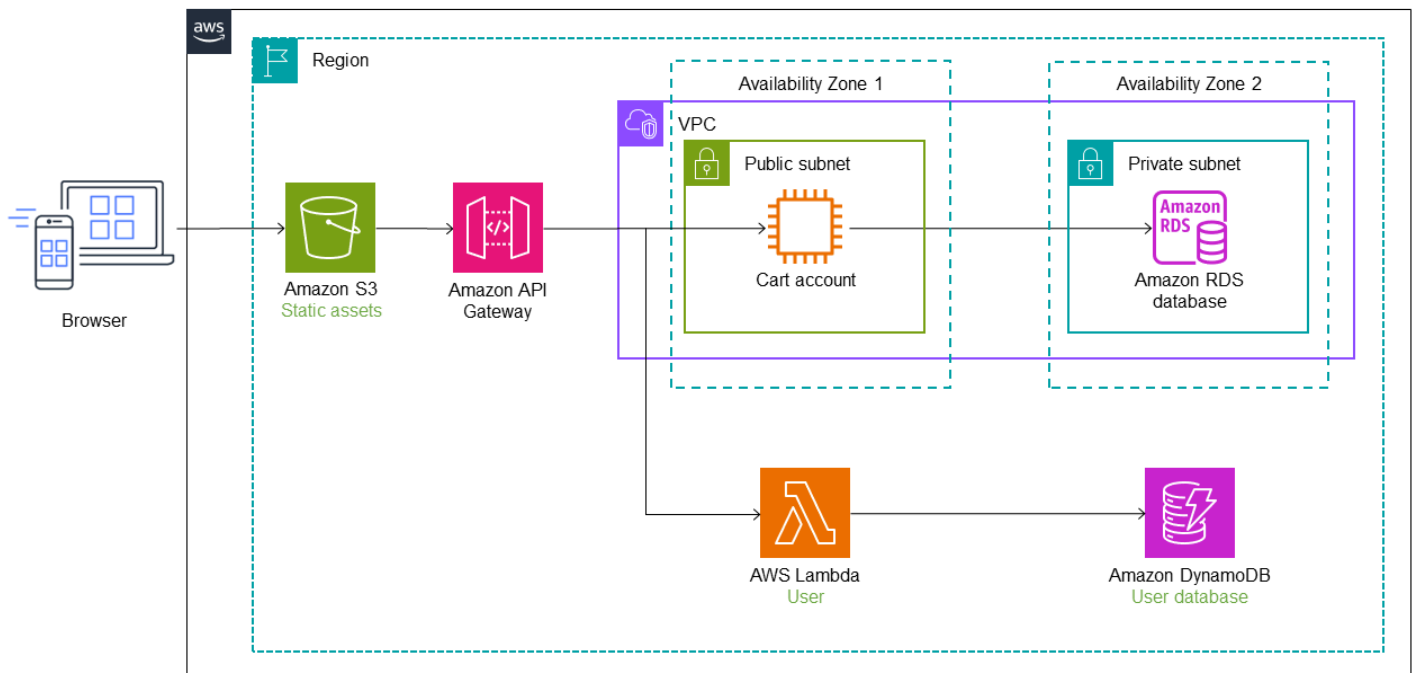 aws
Region
Availability Zone 1
Availability Zone 2
VPC
Public subnet
Private subnet
Amazon
RDS
Cart account
Amazon RDS
database
</>
Amazon S3
Static assets
Amazon API
Gateway
Browser
AWS Lambda
User
Amazon DynamoDB
User database